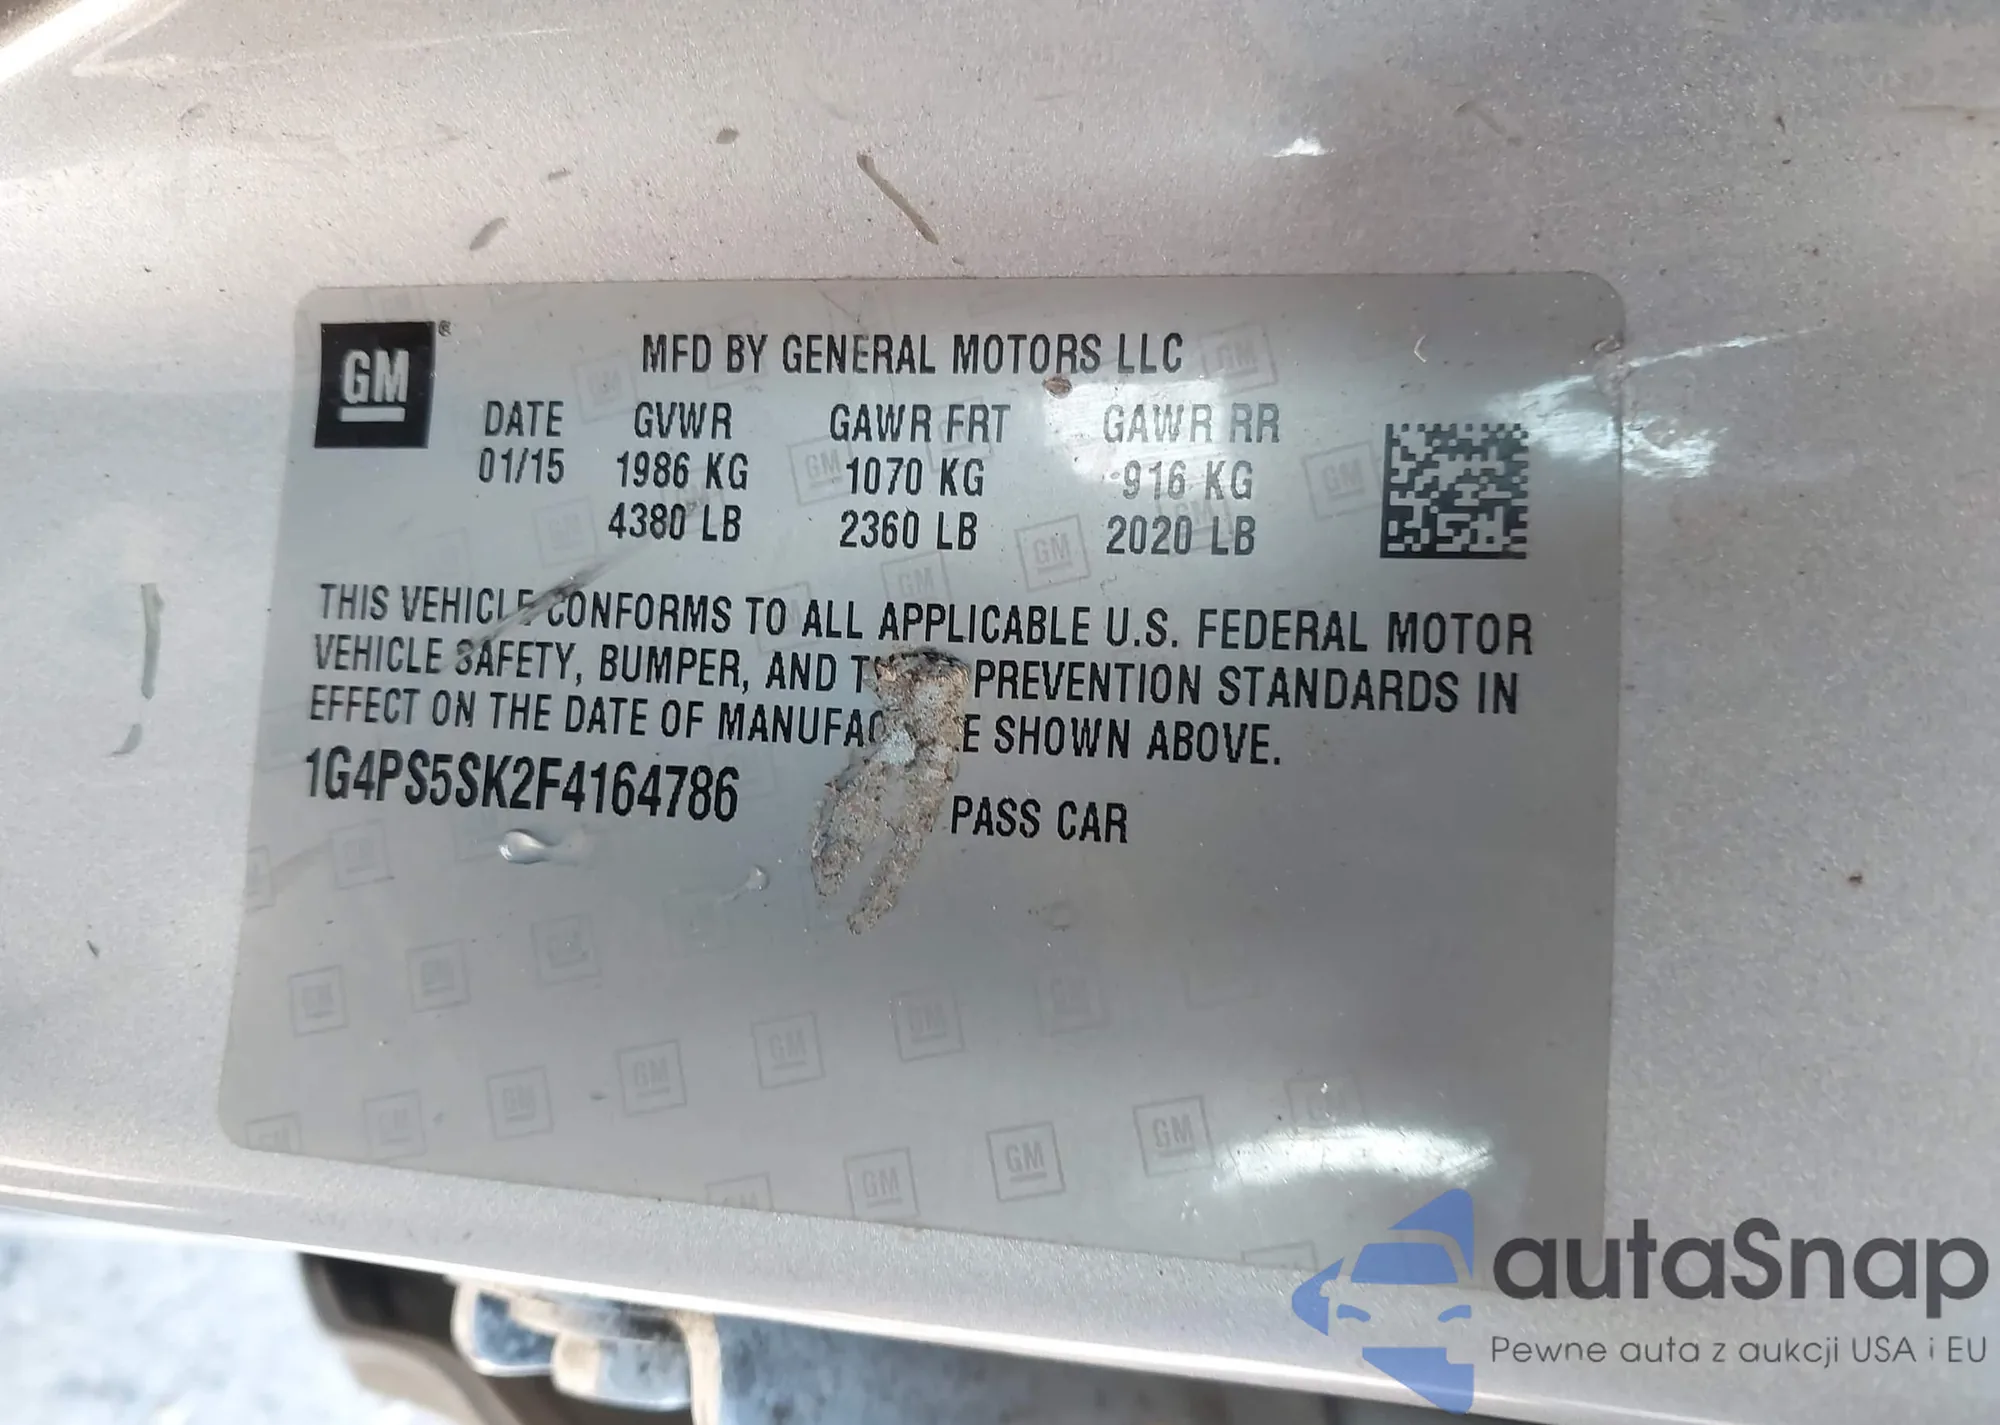 GM ®
MFD BY GENERAL MOTORS LLC
DATE GVWR GAWR FRT GAWR RR
01/15 1986 KG 1070 KG 916 KG
4380 LB 2360 LB 2020 LB
THIS VEHICLE CONFORMS TO ALL APPLICABLE U.S. FEDERAL MOTOR
VEHICLE SAFETY, BUMPER, AND PREVENTION STANDARDS IN
EFFECT ON THE DATE OF SHOWN ABOVE.
1G4PS5SK2F4164786
PASS CAR
autaSnap
Pewne auta z aukcji USA i EU